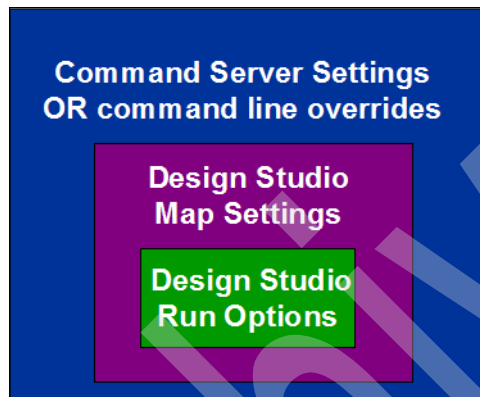 Command Server Settings
OR command line overrides
Design Studio
Map Settings
Design Studio
Run Options